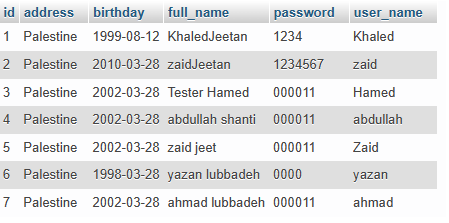 id address birthday full_name password user_name
1 Palestine 1999-08-12 KhaledJeetan 1234 Khaled
2 Palestine 2010-03-28 zaidJeetan 1234567 zaid
3 Palestine 2002-03-28 Tester Hamed 000011 Hamed
4 Palestine 2002-03-28 abdullah shanti 000011 abdullah
5 Palestine 2002-03-28 zaid jeet 000011 Zaid
6 Palestine 1998-03-28 yazan lubbadeh 0000 yazan
7 Palestine 2002-03-28 ahmad lubbadeh 000011 ahmad